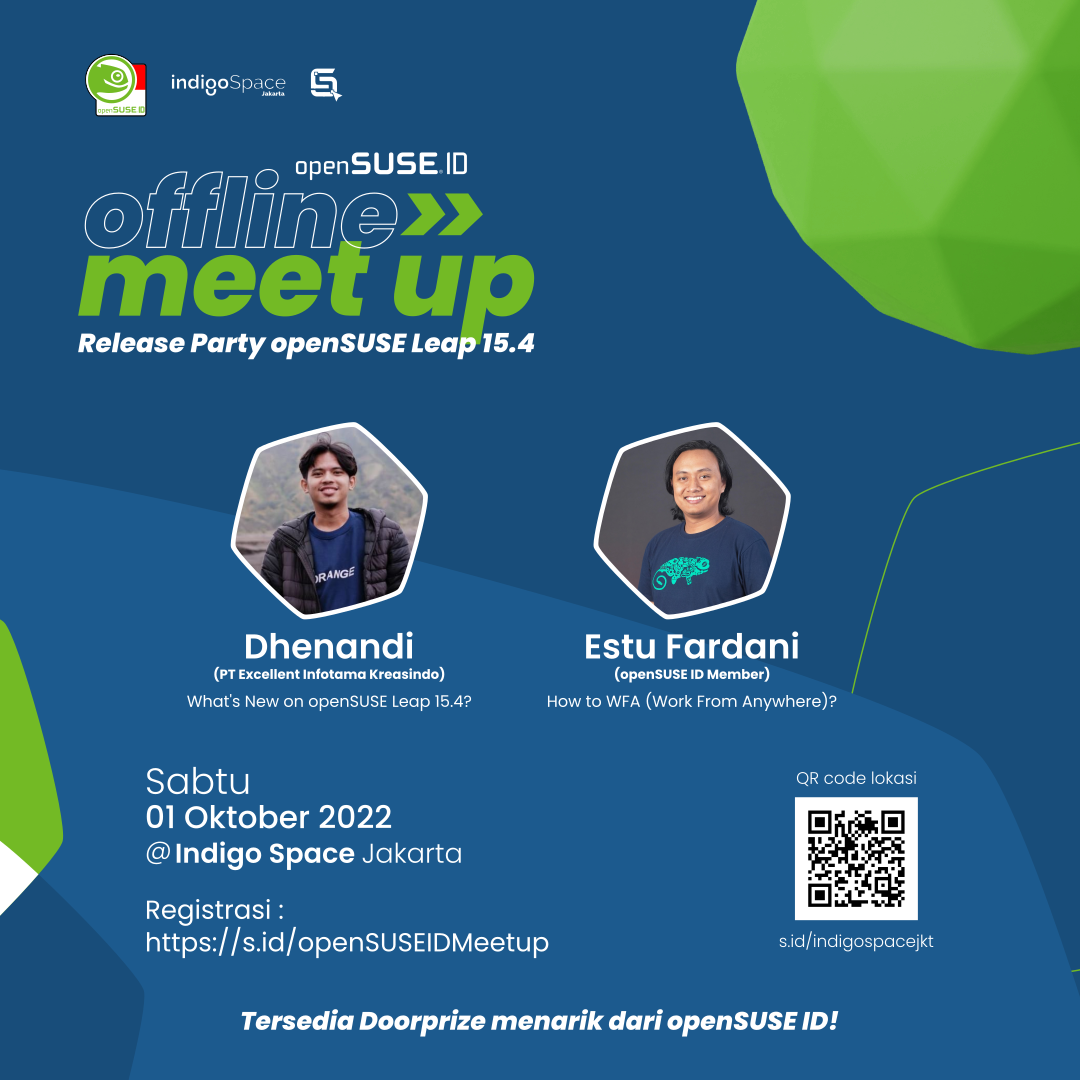 openSUSE.ID
indigoSpace
Jakarta
openSUSE.ID
offline
meet up
Release Party openSUSE Leap 15.4
ORANGE
Dhenandi
(PT Excellent Infotama Kreasindo)
What's New on openSUSE Leap 15.4?
Estu Fardani
(openSUSE ID Member)
How to WFA (Work From Anywhere)?
Sabtu
01 Oktober 2022
@Indigo Space Jakarta
Registrasi :
https://s.id/openSUSEIDMeetup
QR code lokasi
s.id/indigospacejkt
Tersedia Doorprize menarik dari openSUSE ID!